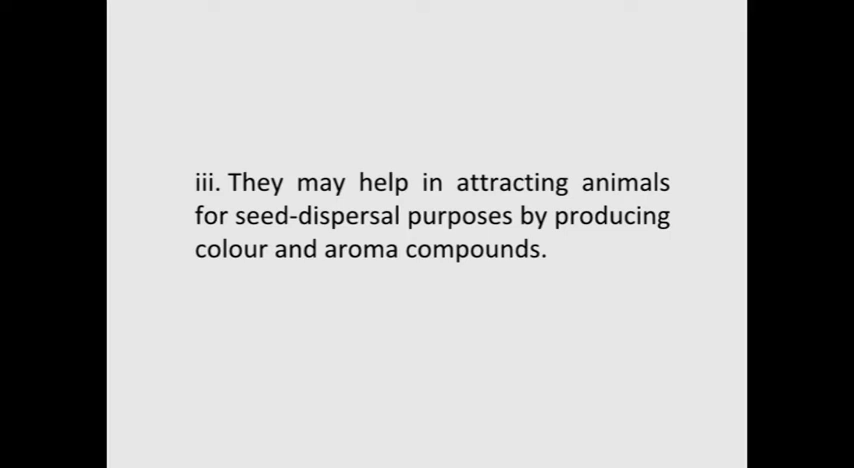 iii. They may help in attracting animals
for seed-dispersal purposes by producing
colour and aroma compounds.